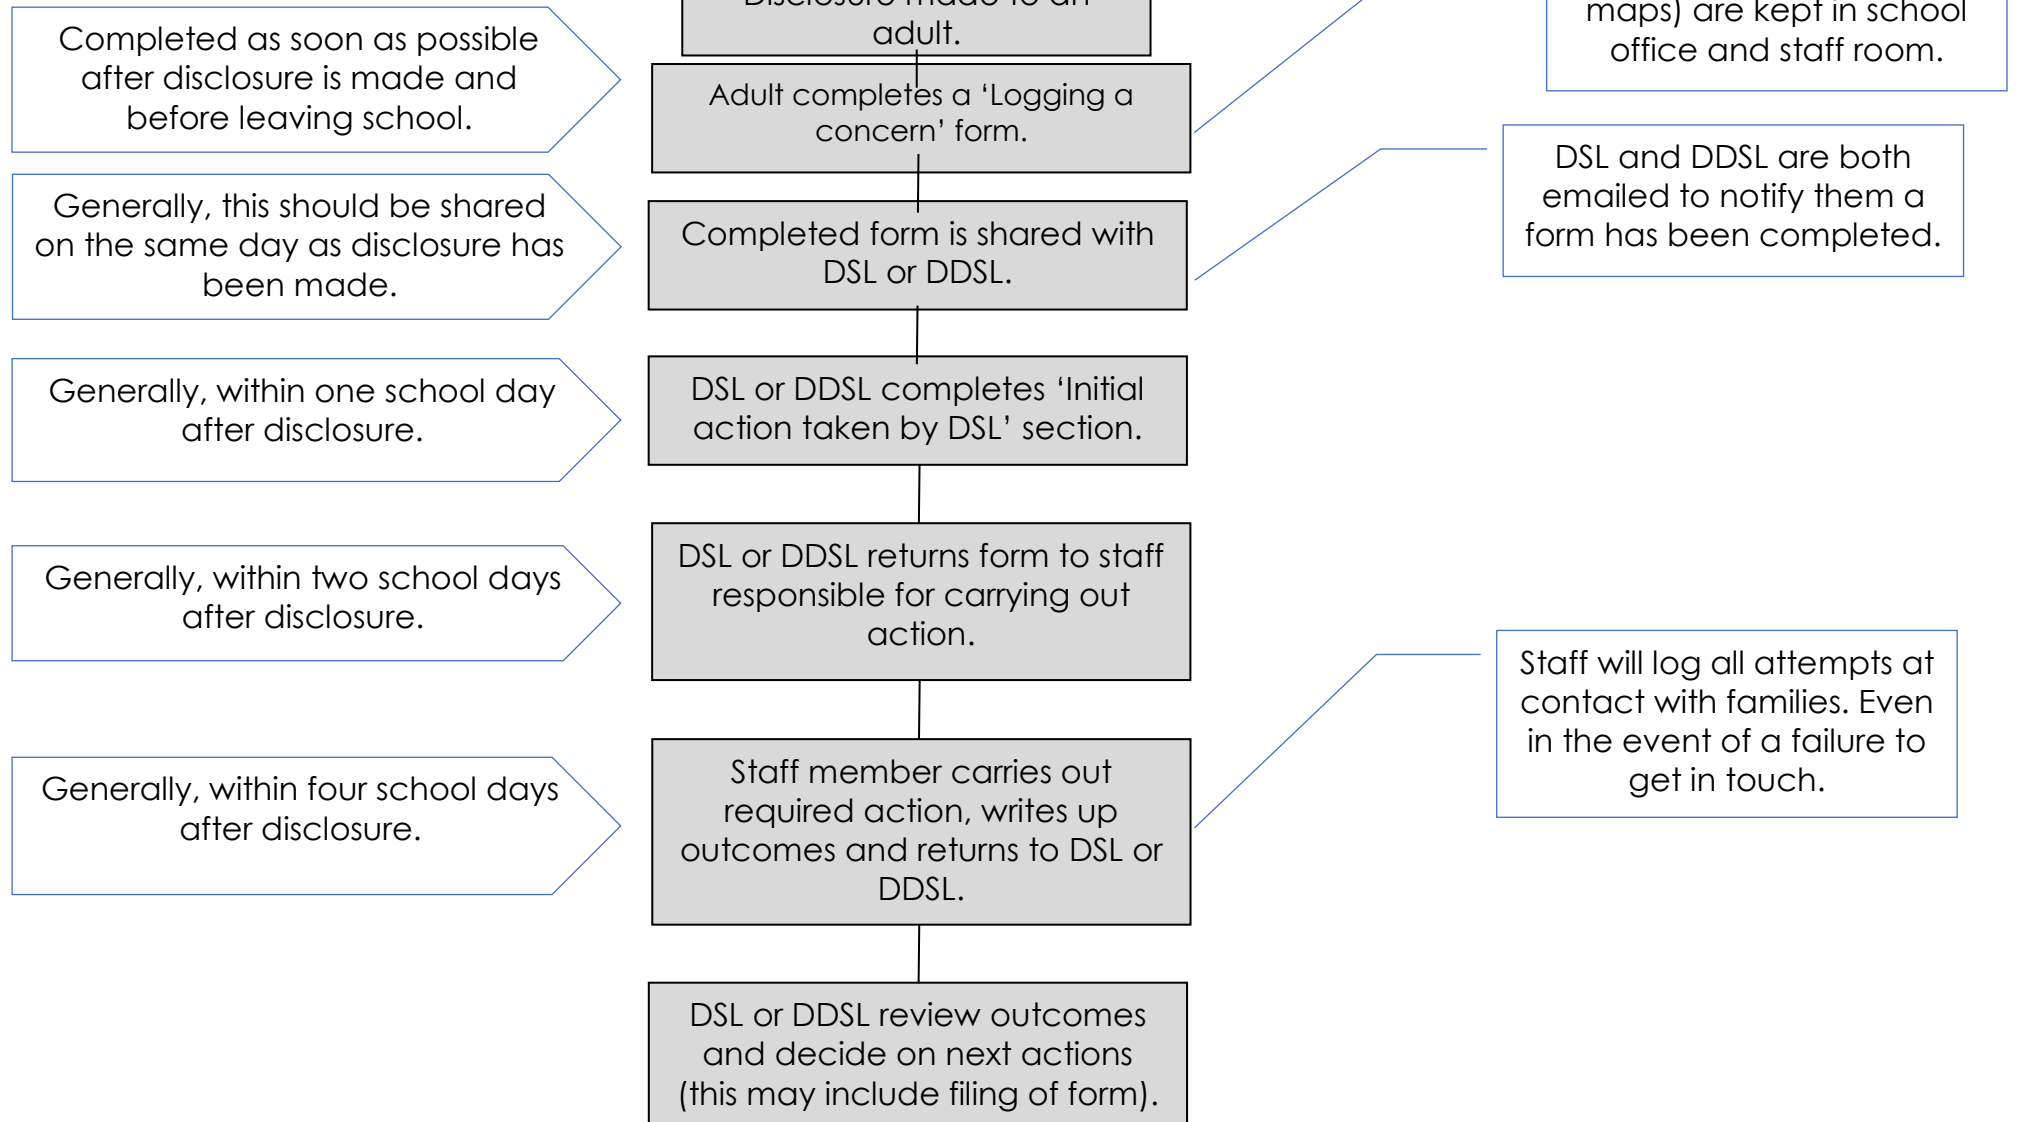 Disclosure made to an
adult.
maps) are kept in school
office and staff room.
Completed as soon as possible
after disclosure is made and
before leaving school.
Adult completes a ‘Logging a
concern’ form.
DSL and DDSL are both
emailed to notify them a
form has been completed.
Generally, this should be shared
on the same day as disclosure has
been made.
Completed form is shared with
DSL or DDSL.
Generally, within one school day
after disclosure.
DSL or DDSL completes ‘Initial
action taken by DSL’ section.
Generally, within two school days
after disclosure.
DSL or DDSL returns form to staff
responsible for carrying out
action.
Staff will log all attempts at
contact with families. Even
in the event of a failure to
get in touch.
Generally, within four school days
after disclosure.
Staff member carries out
required action, writes up
outcomes and returns to DSL or
DDSL.
DSL or DDSL review outcomes
and decide on next actions
(this may include filing of form).